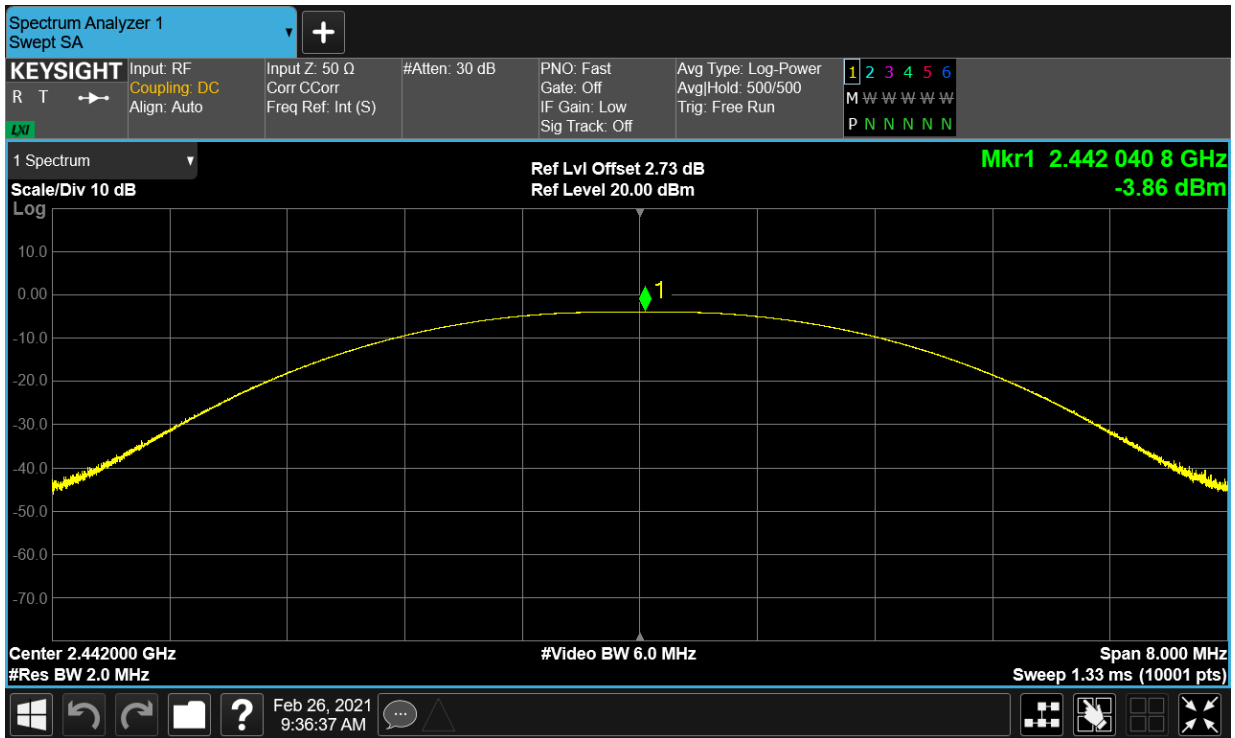 Spectrum Analyzer 1
Swept SA
KEYSIGHT
R T
LXI
Input: RF
Coupling: DC
Align: Auto
Input Z: 50 Ω
Corr CCorr
Freq Ref: Int (S)
#Atten: 30 dB
PNO: Fast
Gate: Off
IF Gain: Low
Sig Track: Off
Avg Type: Log-Power
Avg|Hold: 500/500
Trig: Free Run
1 2 3 4 5 6
M W W W W W
P N N N N N
1 Spectrum
Scale/Div 10 dB
Log
Ref Lvl Offset 2.73 dB
Ref Level 20.00 dBm
Mkr1 2.442 040 8 GHz
-3.86 dBm
10.0
0.00
-10.0
-20.0
-30.0
-40.0
-50.0
-60.0
-70.0
1
Center 2.442000 GHz
#Res BW 2.0 MHz
#Video BW 6.0 MHz
Span 8.000 MHz
Sweep 1.33 ms (10001 pts)
?
Feb 26, 2021
9:36:37 AM